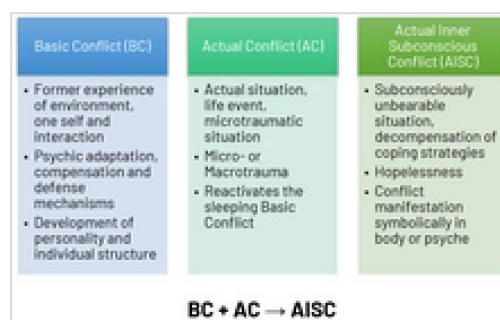 Basic Conflict (BC)
• Former experience
of environment,
one self and
interaction
• Psychic adaptation,
compensation and
defense
mechanisms
• Development of
personality and
individual structure
Actual Conflict (AC)
• Actual situation,
life event,
microtraumatic
situation
• Micro- or
Macrotrauma
• Reactivates the
sleeping Basic
Conflict
Actual Inner
Subconscious
Conflict (AISC)
• Subconsciously
unbearable
situation,
decompensation of
coping strategies
• Hopelessness
• Conflict
manifestation
symbolically in
body or psyche
BC + AC → AISC